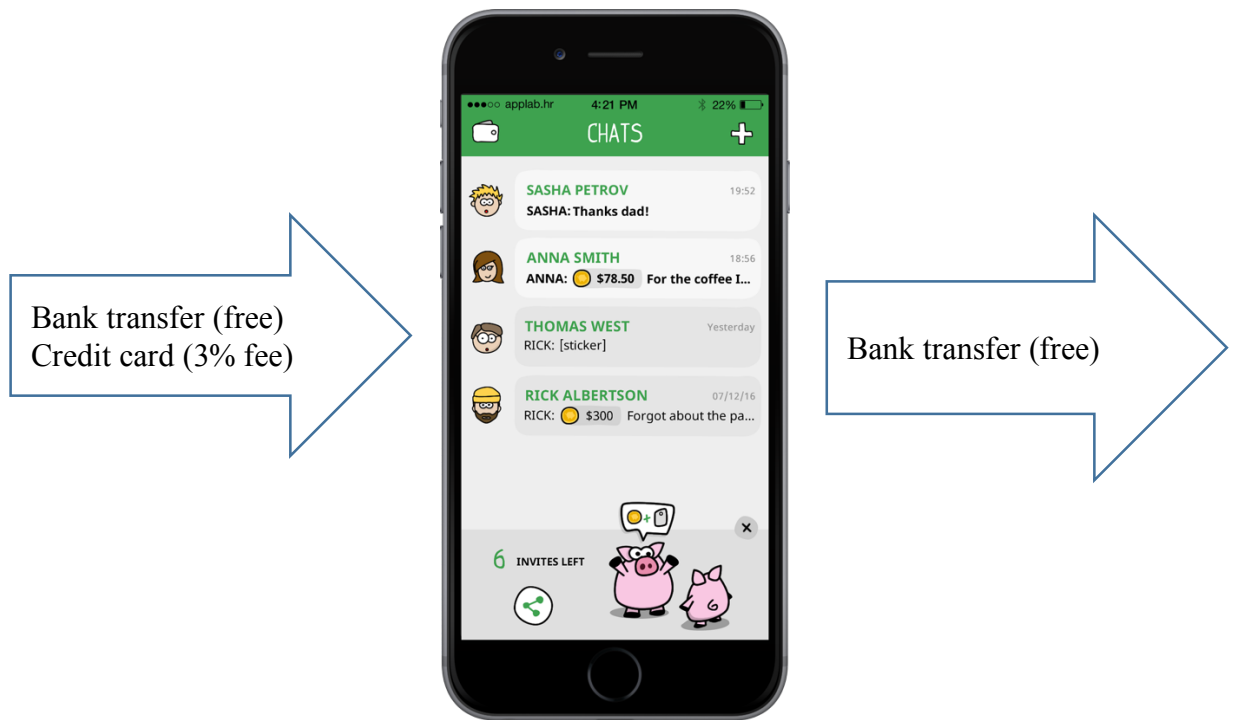 Bank transfer (free)
Credit card (3% fee)
applab.hr 4:21 PM 22%
CHATS
SASHA PETROV 19:52
SASHA: Thanks dad!
ANNA SMITH 18:56
ANNA: $78.50 For the coffee I...
THOMAS WEST Yesterday
RICK: [sticker]
RICK ALBERTSON 07/12/16
RICK: $300 Forgot about the pa...
6 INVITES LEFT
Bank transfer (free)